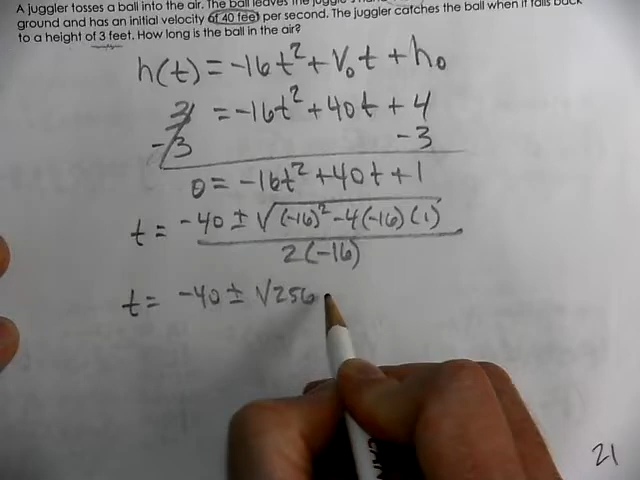 A juggler tosses a ball into the air. The ball leaves the juggle
ground and has an initial velocity of 40 feet per second. The juggler catches the ball when it falls back
to a height of 3 feet. How long is the ball in the air?
h(t) = -16t² + V₀t + h₀
3 = -16t² + 40t + 4
-3 -3
0 = -16t² + 40t + 1
t = -40 ± √(-16)² - 4(-16)(1)
2(-16)
t = -40 ± √256
21